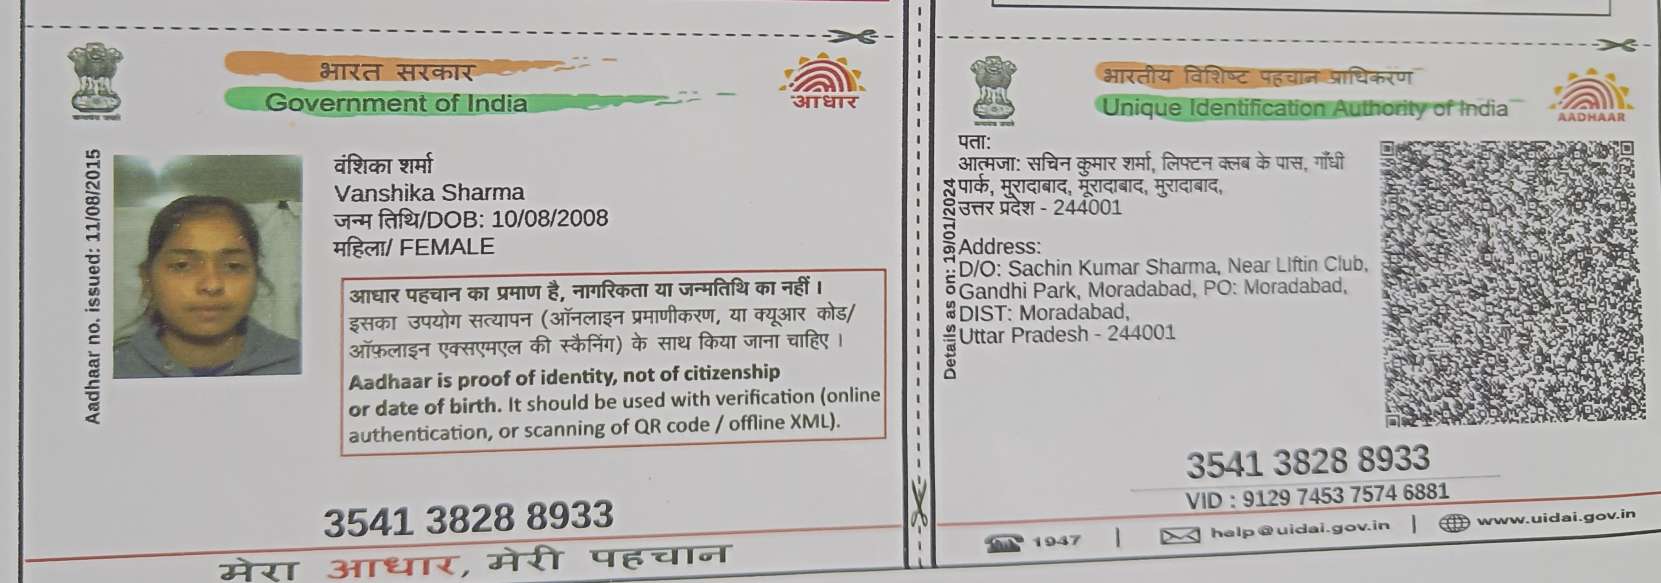 भारत सरकार
Government of India
आधार
Aadhaar no. issued: 11/08/2015
वंशिका शर्मा
Vanshika Sharma
जन्म तिथि/DOB: 10/08/2008
महिला/ FEMALE
आधार पहचान का प्रमाण है, नागरिकता या जन्मतिथि का नहीं ।
इसका उपयोग सत्यापन (ऑनलाइन प्रमाणीकरण, या क्यूआर कोड/
ऑफ़लाइन एक्सएमएल की स्कैनिंग) के साथ किया जाना चाहिए ।
Aadhaar is proof of identity, not of citizenship
or date of birth. It should be used with verification (online
authentication, or scanning of QR code / offline XML).
3541 3828 8933
मेरा आधार, मेरी पहचान
भारतीय विशिष्ट पहचान प्राधिकरण
Unique Identification Authority of India
AADHAAR
Details as on: 19/01/2024
पता:
आत्मजा: सचिन कुमार शर्मा, लिफ्टन क्लब के पास, गाँधी
पार्क, मुरादाबाद, मुरादाबाद, मुरादाबाद,
उत्तर प्रदेश - 244001
Address:
D/O: Sachin Kumar Sharma, Near LIftin Club,
Gandhi Park, Moradabad, PO: Moradabad,
DIST: Moradabad,
Uttar Pradesh - 244001
3541 3828 8933
VID : 9129 7453 7574 6881
1947 | help@uidai.gov.in | www.uidai.gov.in